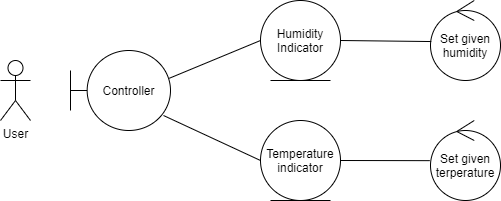 User
Controller
Humidity
Indicator
Set given
humidity
Temperature
indicator
Set given
terperature